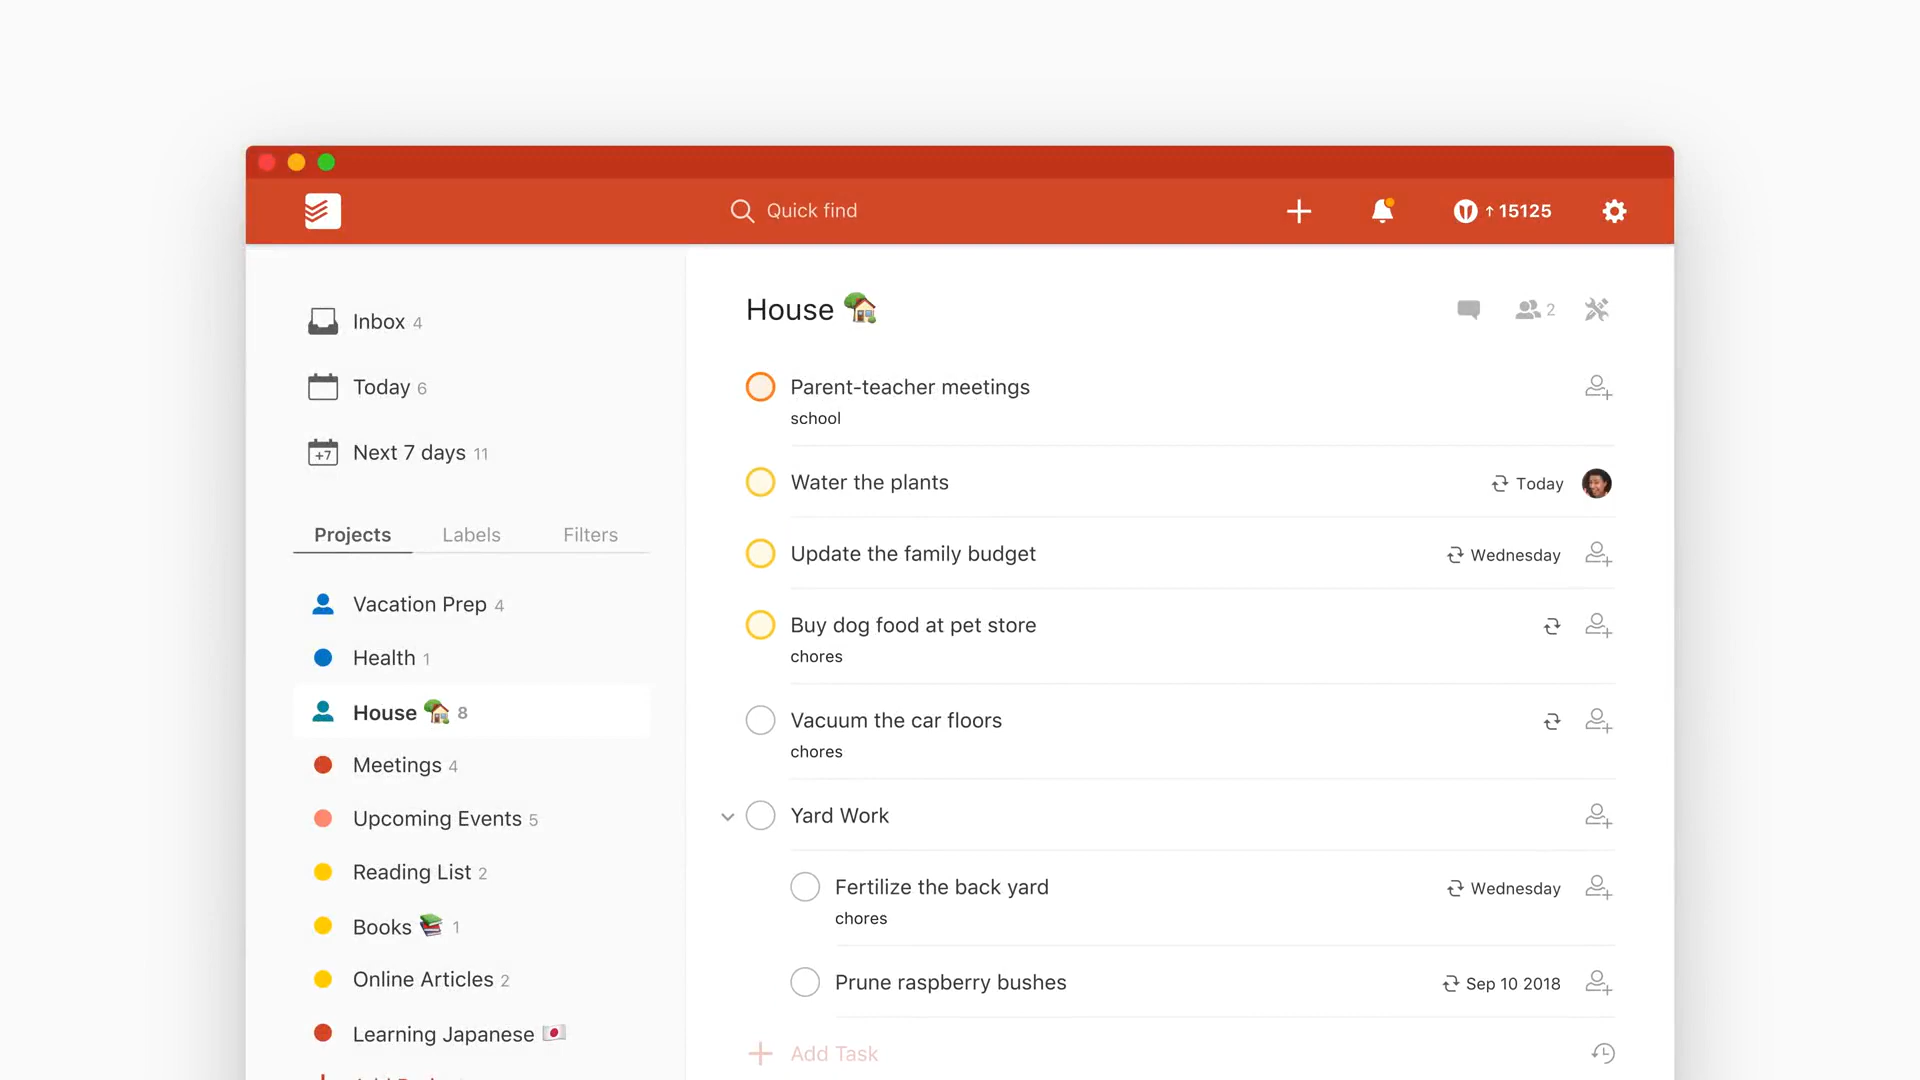 Quick find
↑ 15125
Inbox 4
Today 6
+7 Next 7 days 11
Projects Labels Filters
Vacation Prep 4
Health 1
House 8
Meetings 4
Upcoming Events 5
Reading List 2
Books 1
Online Articles 2
Learning Japanese
House
2
Parent-teacher meetings
school
Water the plants Today
Update the family budget Wednesday
Buy dog food at pet store
chores
Vacuum the car floors
chores
Yard Work
Fertilize the back yard Wednesday
chores
Prune raspberry bushes Sep 10 2018
Add Task